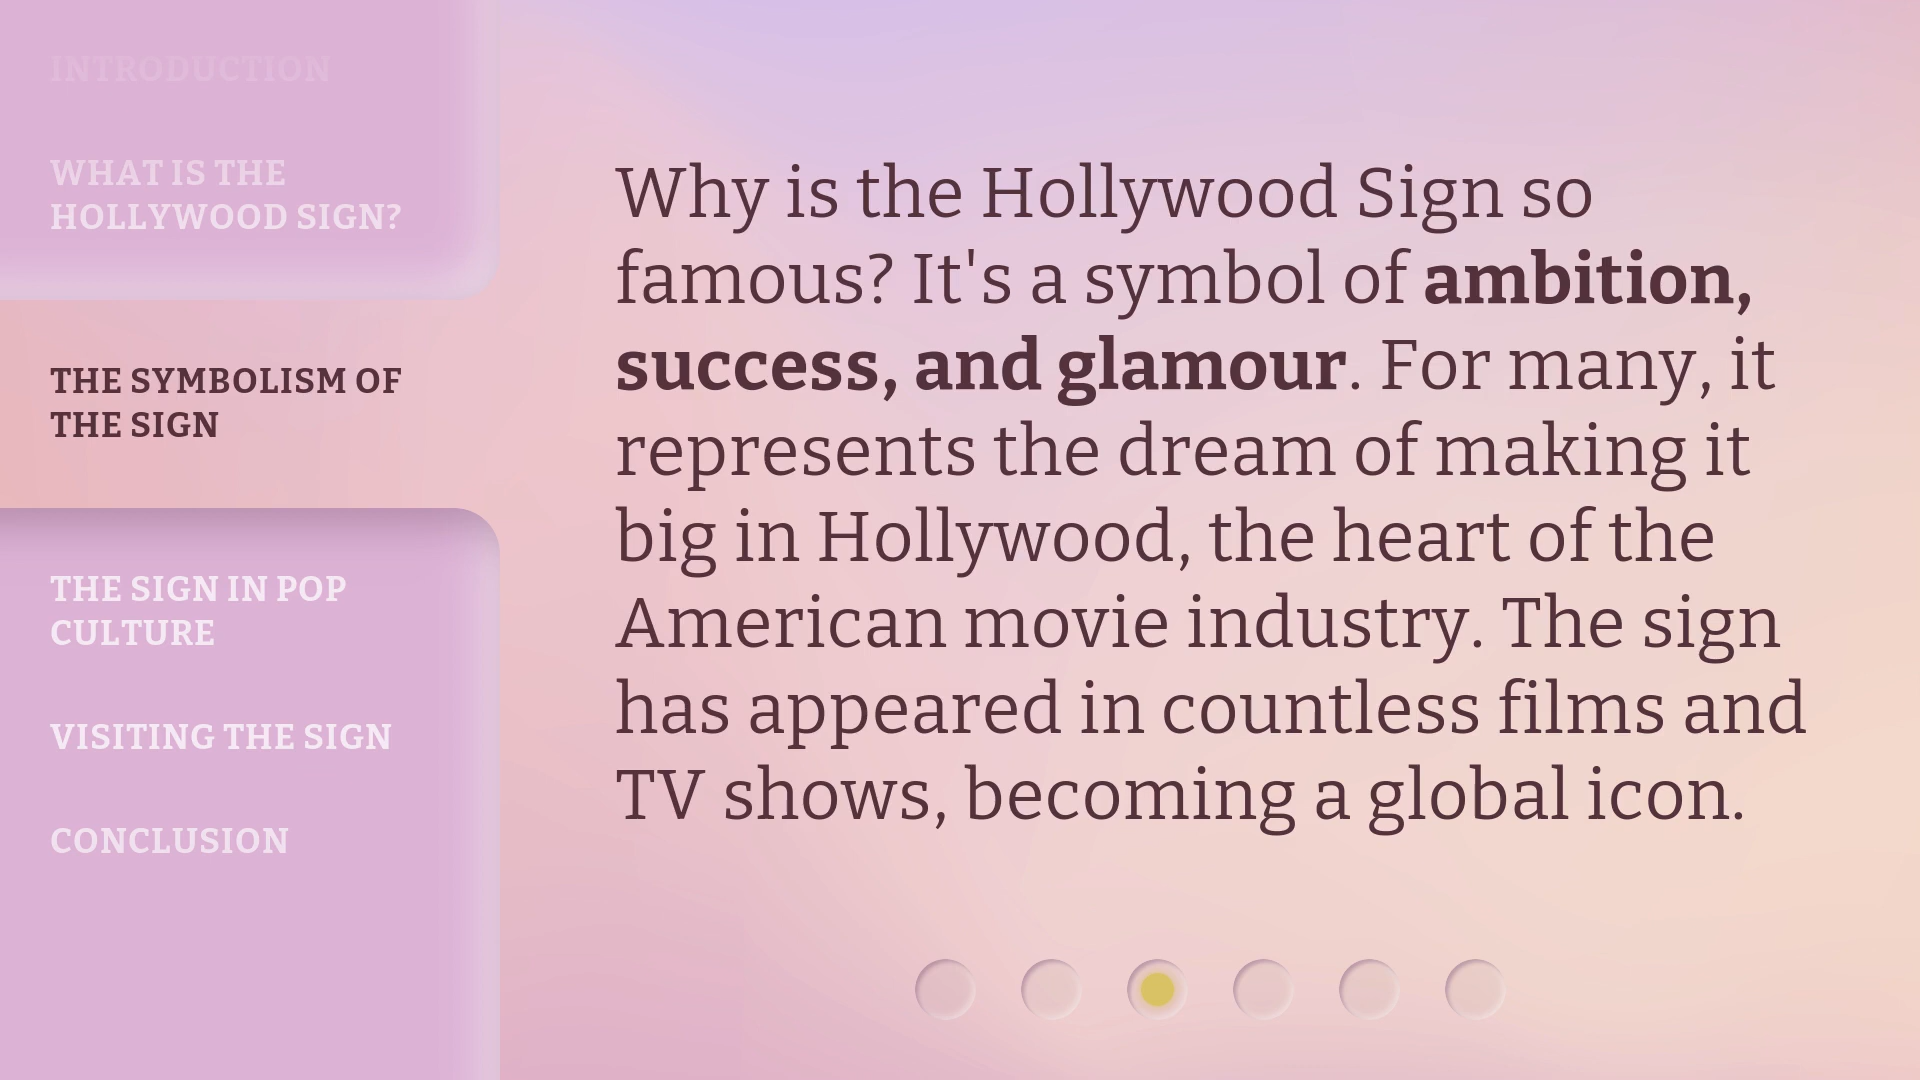 INTRODUCTION
WHAT IS THE
HOLLYWOOD SIGN?
THE SYMBOLISM OF
THE SIGN
THE SIGN IN POP
CULTURE
VISITING THE SIGN
CONCLUSION
Why is the Hollywood Sign so
famous? It's a symbol of ambition,
success, and glamour. For many, it
represents the dream of making it
big in Hollywood, the heart of the
American movie industry. The sign
has appeared in countless films and
TV shows, becoming a global icon.